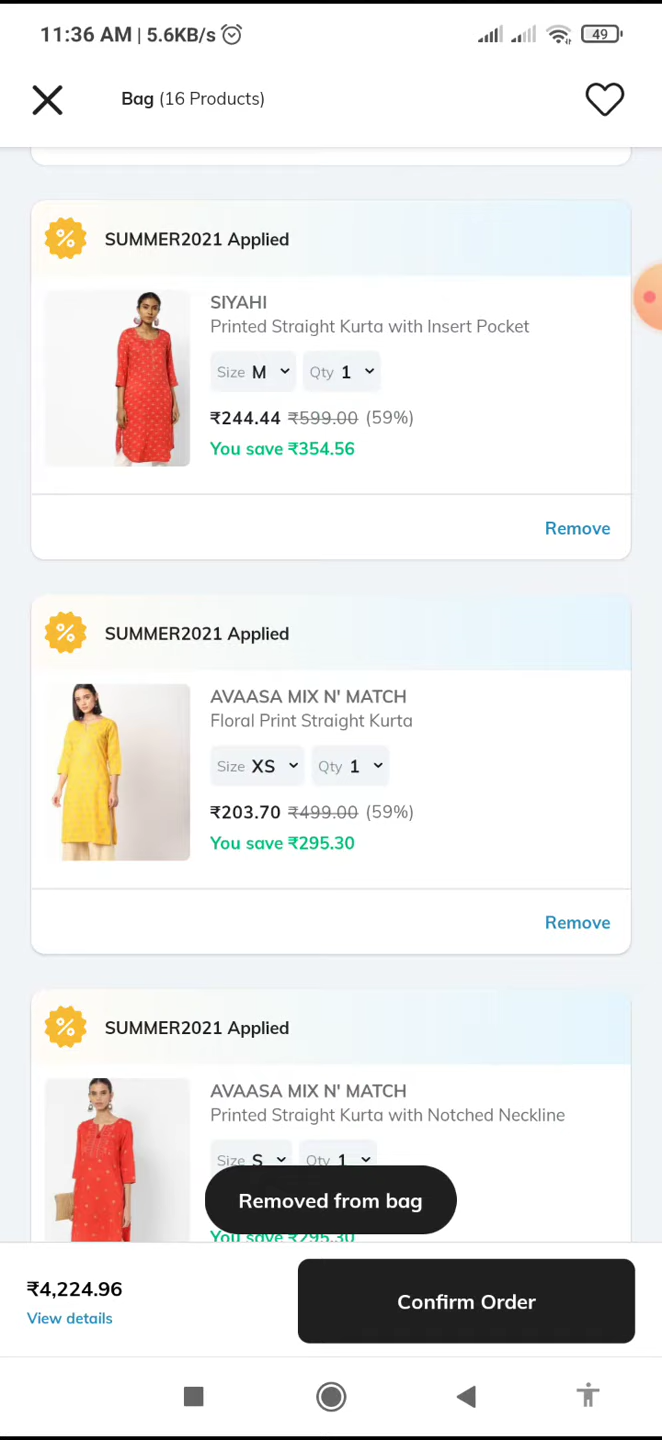 11:36 AM | 5.6KB/s
49
Bag (16 Products)
SUMMER2021 Applied
SIYAHI
Printed Straight Kurta with Insert Pocket
Size M Qty 1
₹244.44 ₹599.00 (59%)
You save ₹354.56
Remove
SUMMER2021 Applied
AVAASA MIX N' MATCH
Floral Print Straight Kurta
Size XS Qty 1
₹203.70 ₹499.00 (59%)
You save ₹295.30
Remove
SUMMER2021 Applied
AVAASA MIX N' MATCH
Printed Straight Kurta with Notched Neckline
Size S Qty 1
Removed from bag
You save ₹295.30
₹4,224.96
View details
Confirm Order